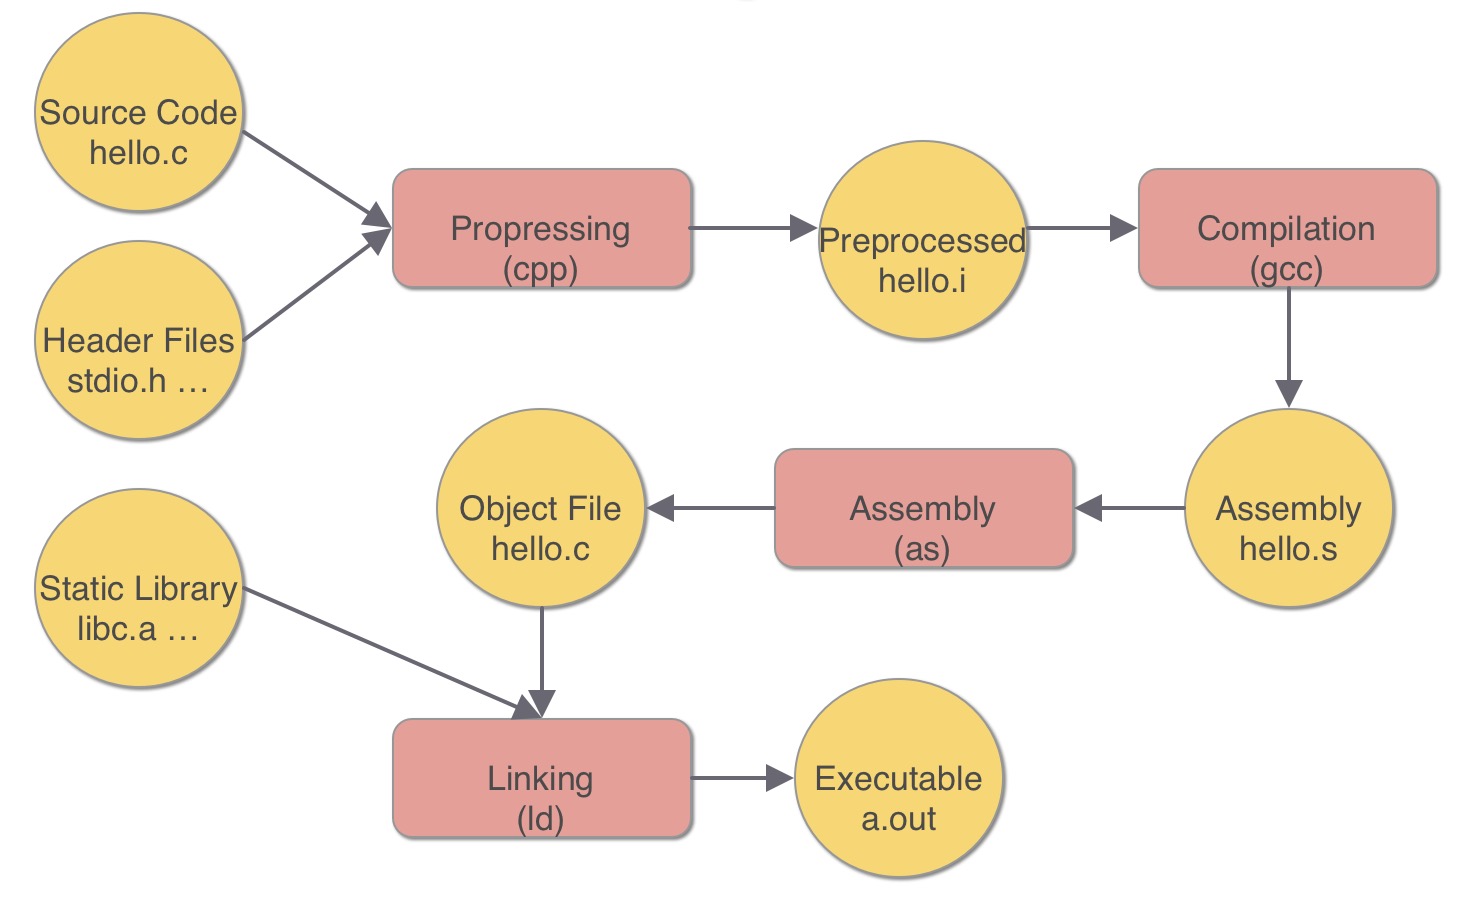 Source Code
hello.c
Header Files
stdio.h …
Propressing
(cpp)
Preprocessed
hello.i
Compilation
(gcc)
Assembly
hello.s
Assembly
(as)
Object File
hello.c
Static Library
libc.a …
Linking
(ld)
Executable
a.out